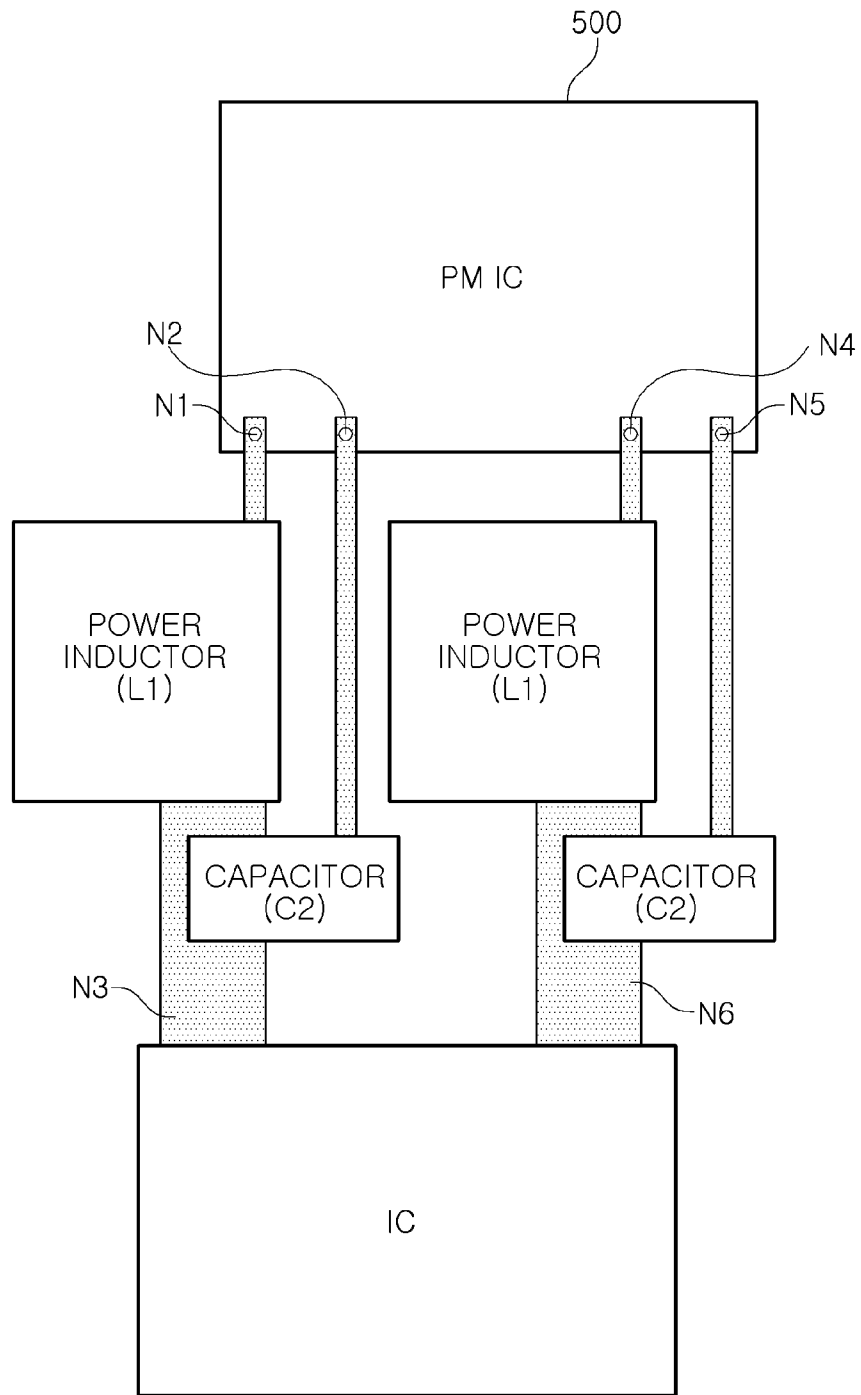 500
PM IC
N2
N4
N1
N5
POWER
INDUCTOR
(L1)
POWER
INDUCTOR
(L1)
CAPACITOR
(C2)
CAPACITOR
(C2)
N3
N6
IC